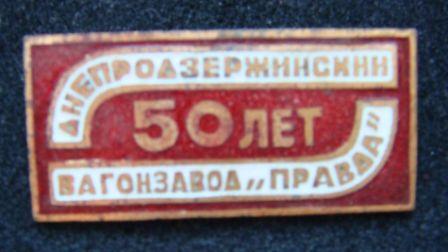 ДНЕПРОДЗЕРЖИНСКИЙ
50 ЛЕТ
ВАГОНЗАВОД „ПРАВДА"